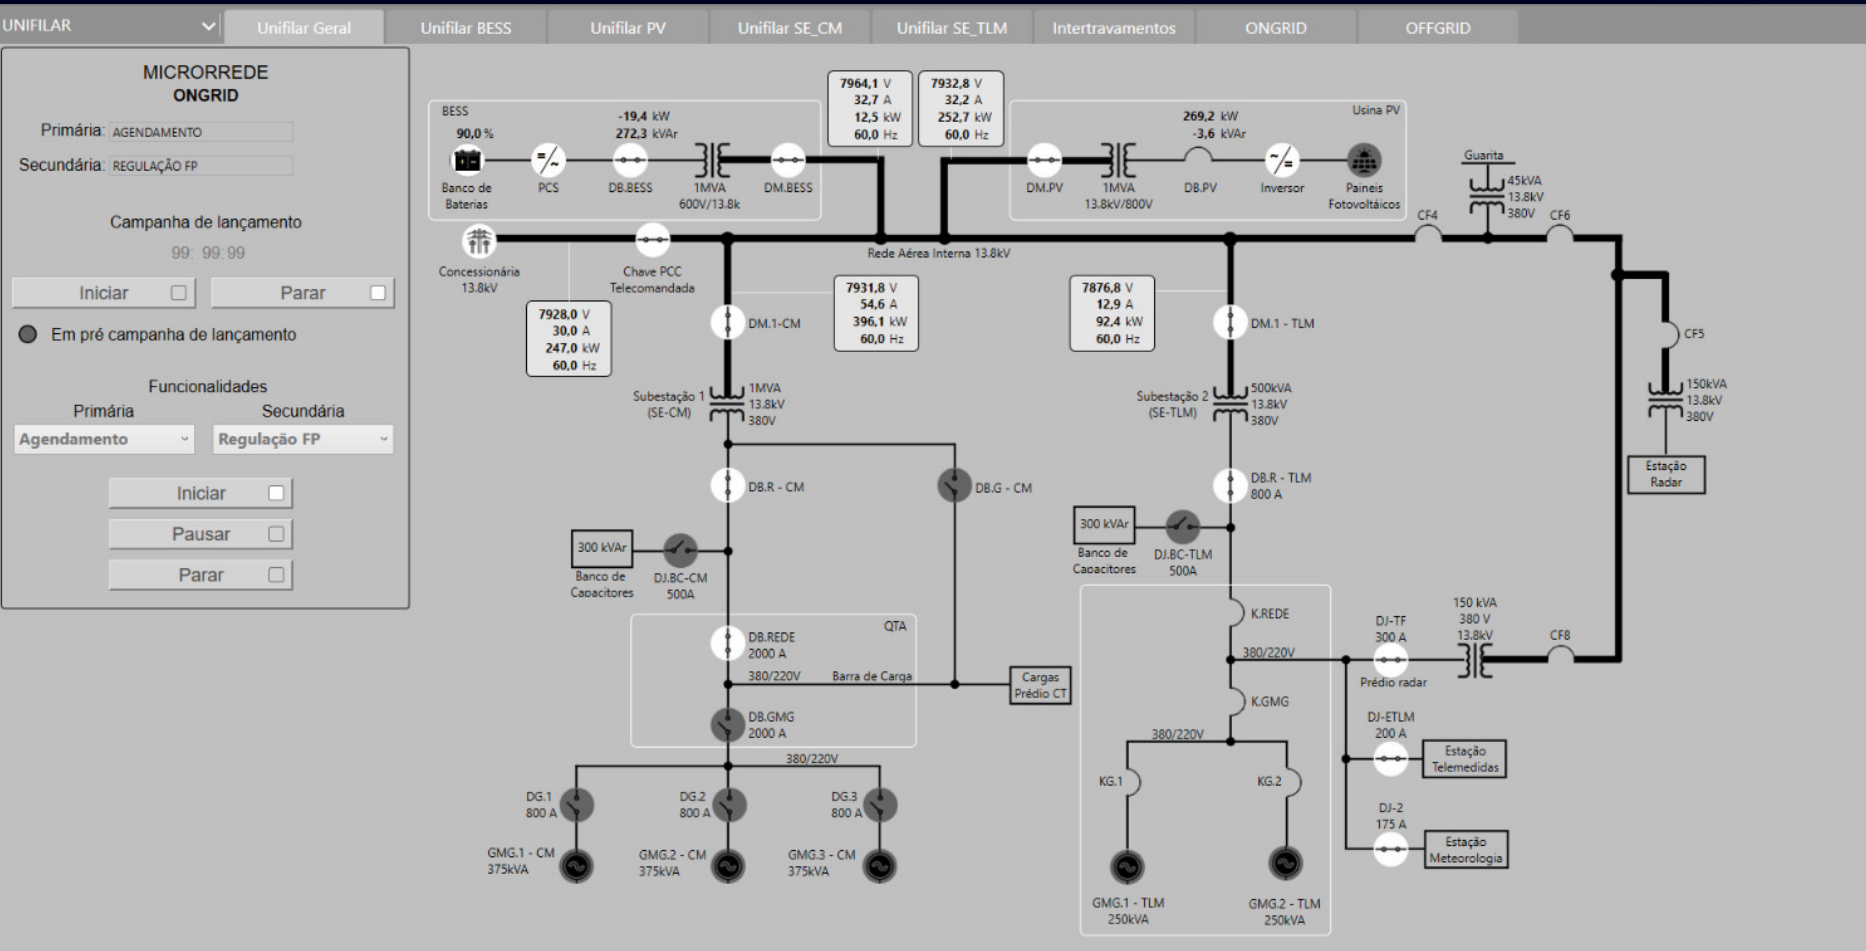 UNIFILAR
Unifilar Geral
Unifilar BESS
Unifilar PV
Unifilar SE_CM
Unifilar SE_TLM
Intertravamentos
ONGRID
OFFGRID
MICRORREDE
ONGRID
Primária: AGENDAMENTO
Secundária: REGULAÇÃO FP
Campanha de lançamento
99: 99:99
Iniciar
Parar
Em pré campanha de lançamento
Funcionalidades
Primária
Secundária
Agendamento
Regulação FP
Iniciar
Pausar
Parar
BESS
90,0 %
-19,4 kW
272,3 kVAr
Banco de
Baterias
PCS
DB.BESS
1MVA
600V/13.8k
DM.BESS
7964,1 V
32,7 A
12,5 kW
60,0 Hz
7932,8 V
32,2 A
252,7 kW
60,0 Hz
Usina PV
269,2 kW
-3,6 kVAr
DM.PV
1MVA
13.8kV/800V
DB.PV
Inversor
Paineis
Fotovoltáicos
Guarita
45kVA
13.8kV
380V
CF4
CF6
Concessionária
13.8kV
Chave PCC
Telecomandada
Rede Aérea Interna 13.8kV
7928,0 V
30,0 A
247,0 kW
60,0 Hz
7931,8 V
54,6 A
396,1 kW
60,0 Hz
7876,8 V
12,9 A
92,4 kW
60,0 Hz
DM.1-CM
DM.1 - TLM
CF5
Subestação 1
(SE-CM)
1MVA
13.8kV
380V
Subestação 2
(SE-TLM)
500kVA
13.8kV
380V
150kVA
13.8kV
380V
Estação
Radar
DB.R - CM
DB.G - CM
DB.R - TLM
800 A
300 kVAr
Banco de
Capacitores
DJ.BC-CM
500A
300 kVAr
Banco de
Capacitores
DJ.BC-TLM
500A
QTA
DB.REDE
2000 A
380/220V
Barra de Carga
Cargas
Prédio CT
DB.GMG
2000 A
380/220V
DG.1
800 A
DG.2
800 A
DG.3
800 A
GMG.1 - CM
375kVA
GMG.2 - CM
375kVA
GMG.3 - CM
375kVA
K.REDE
380/220V
K.GMG
380/220V
KG.1
KG.2
GMG.1 - TLM
250kVA
GMG.2 - TLM
250kVA
DJ-TF
300 A
Prédio radar
150 kVA
380 V
13.8kV
CF8
DJ-ETLM
200 A
Estação
Telemedidas
DJ-2
175 A
Estação
Meteorologia